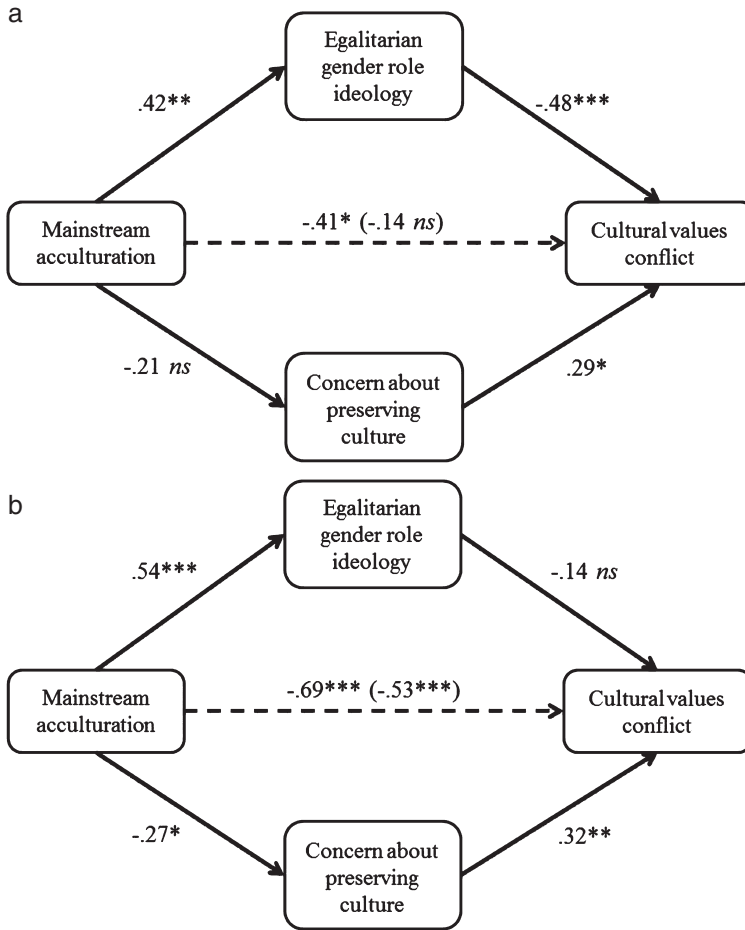 a
Egalitarian
gender role
ideology
.42**
-.48***
Mainstream
acculturation
-.41* (-.14 ns)
Cultural values
conflict
-.21 ns
Concern about
preserving
culture
.29*
b
Egalitarian
gender role
ideology
.54***
-.14 ns
Mainstream
acculturation
-.69*** (-.53***)
Cultural values
conflict
-.27*
Concern about
preserving
culture
.32**